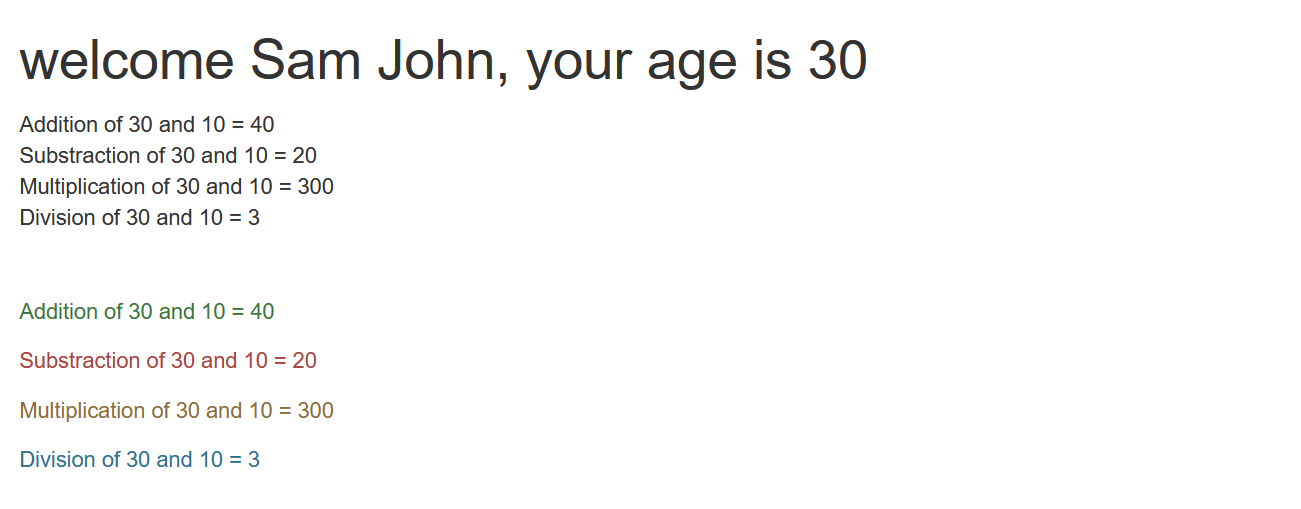 welcome Sam John, your age is 30
Addition of 30 and 10 = 40
Substraction of 30 and 10 = 20
Multiplication of 30 and 10 = 300
Division of 30 and 10 = 3
Addition of 30 and 10 = 40
Substraction of 30 and 10 = 20
Multiplication of 30 and 10 = 300
Division of 30 and 10 = 3